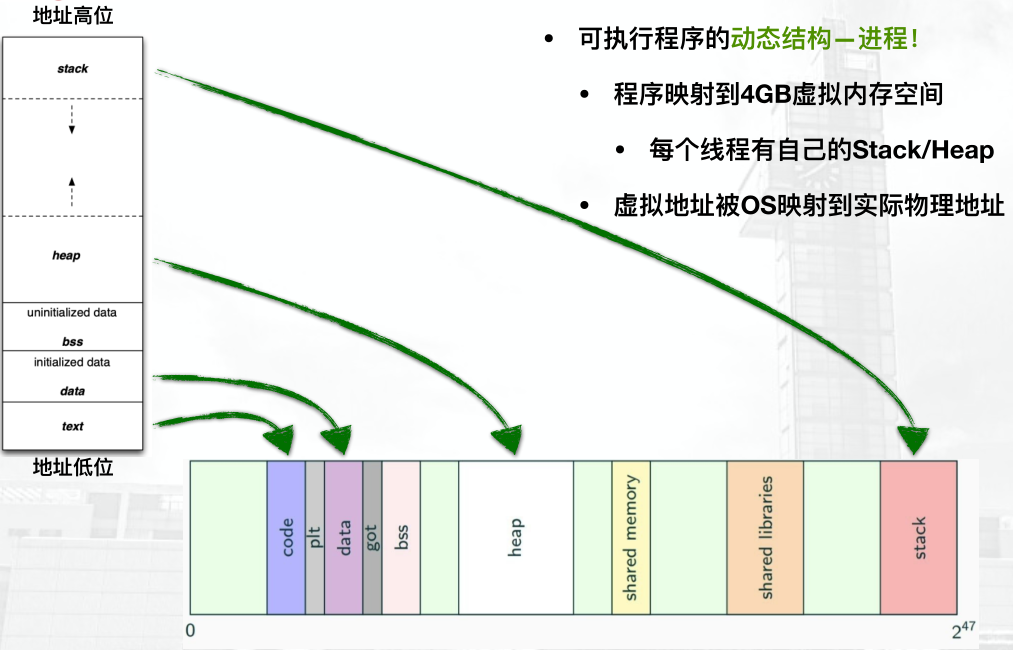 地址高位
stack
heap
uninitialized data
bss
initialized data
data
text
地址低位
• 可执行程序的动态结构—进程！
• 程序映射到4GB虚拟内存空间
• 每个线程有自己的Stack/Heap
• 虚拟地址被OS映射到实际物理地址
code
plt
data
got
bss
heap
shared memory
shared libraries
stack
0
2^47